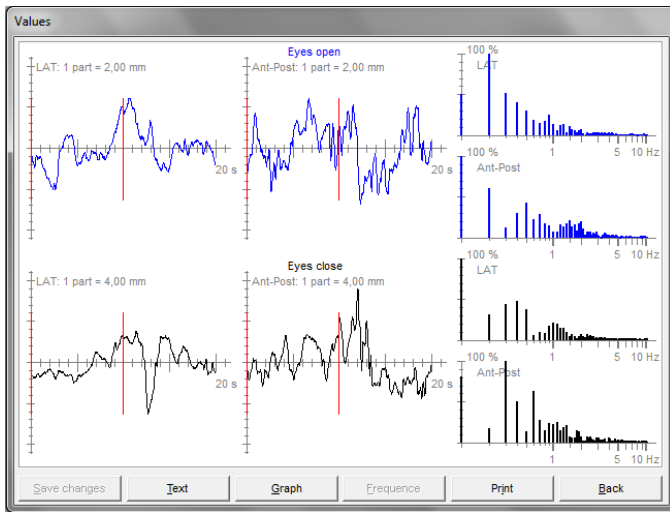 Values
Eyes open
LAT: 1 part = 2,00 mm
20 s
Ant-Post: 1 part = 2,00 mm
20 s
100 %
LAT
1 5 10 Hz
100 %
Ant-Post
1 5 10 Hz
Eyes close
LAT: 1 part = 4,00 mm
20 s
Ant-Post: 1 part = 4,00 mm
20 s
100 %
LAT
1 5 10 Hz
100 %
Ant-Post
1 5 10 Hz
Save changes Text Graph Frequence Print Back